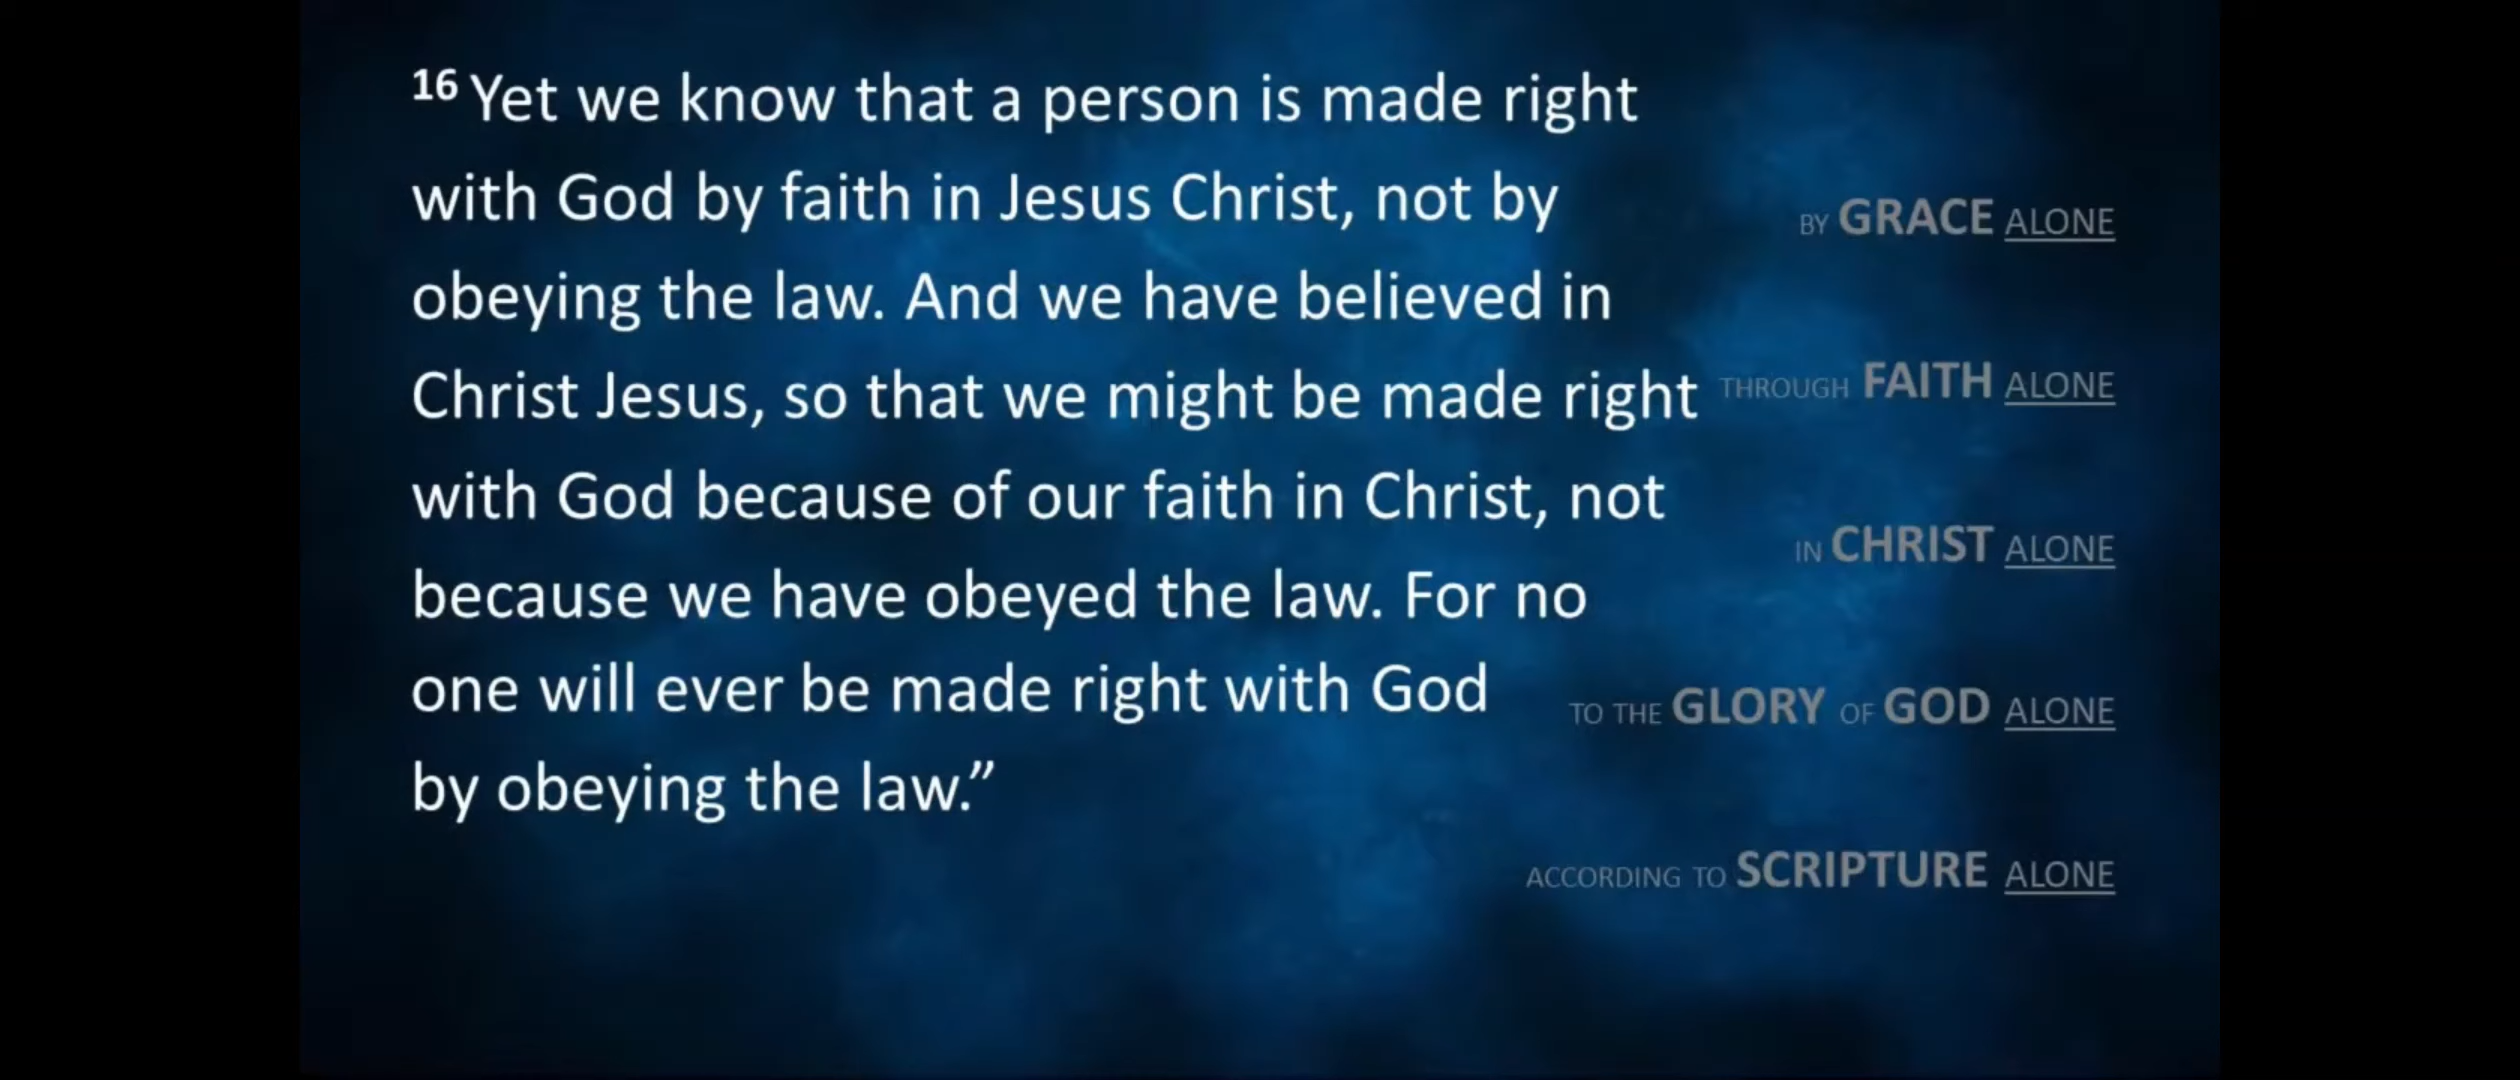 16 Yet we know that a person is made right
with God by faith in Jesus Christ, not by
obeying the law. And we have believed in
Christ Jesus, so that we might be made right
with God because of our faith in Christ, not
because we have obeyed the law. For no
one will ever be made right with God
by obeying the law.”
BY GRACE ALONE
THROUGH FAITH ALONE
IN CHRIST ALONE
TO THE GLORY OF GOD ALONE
ACCORDING TO SCRIPTURE ALONE